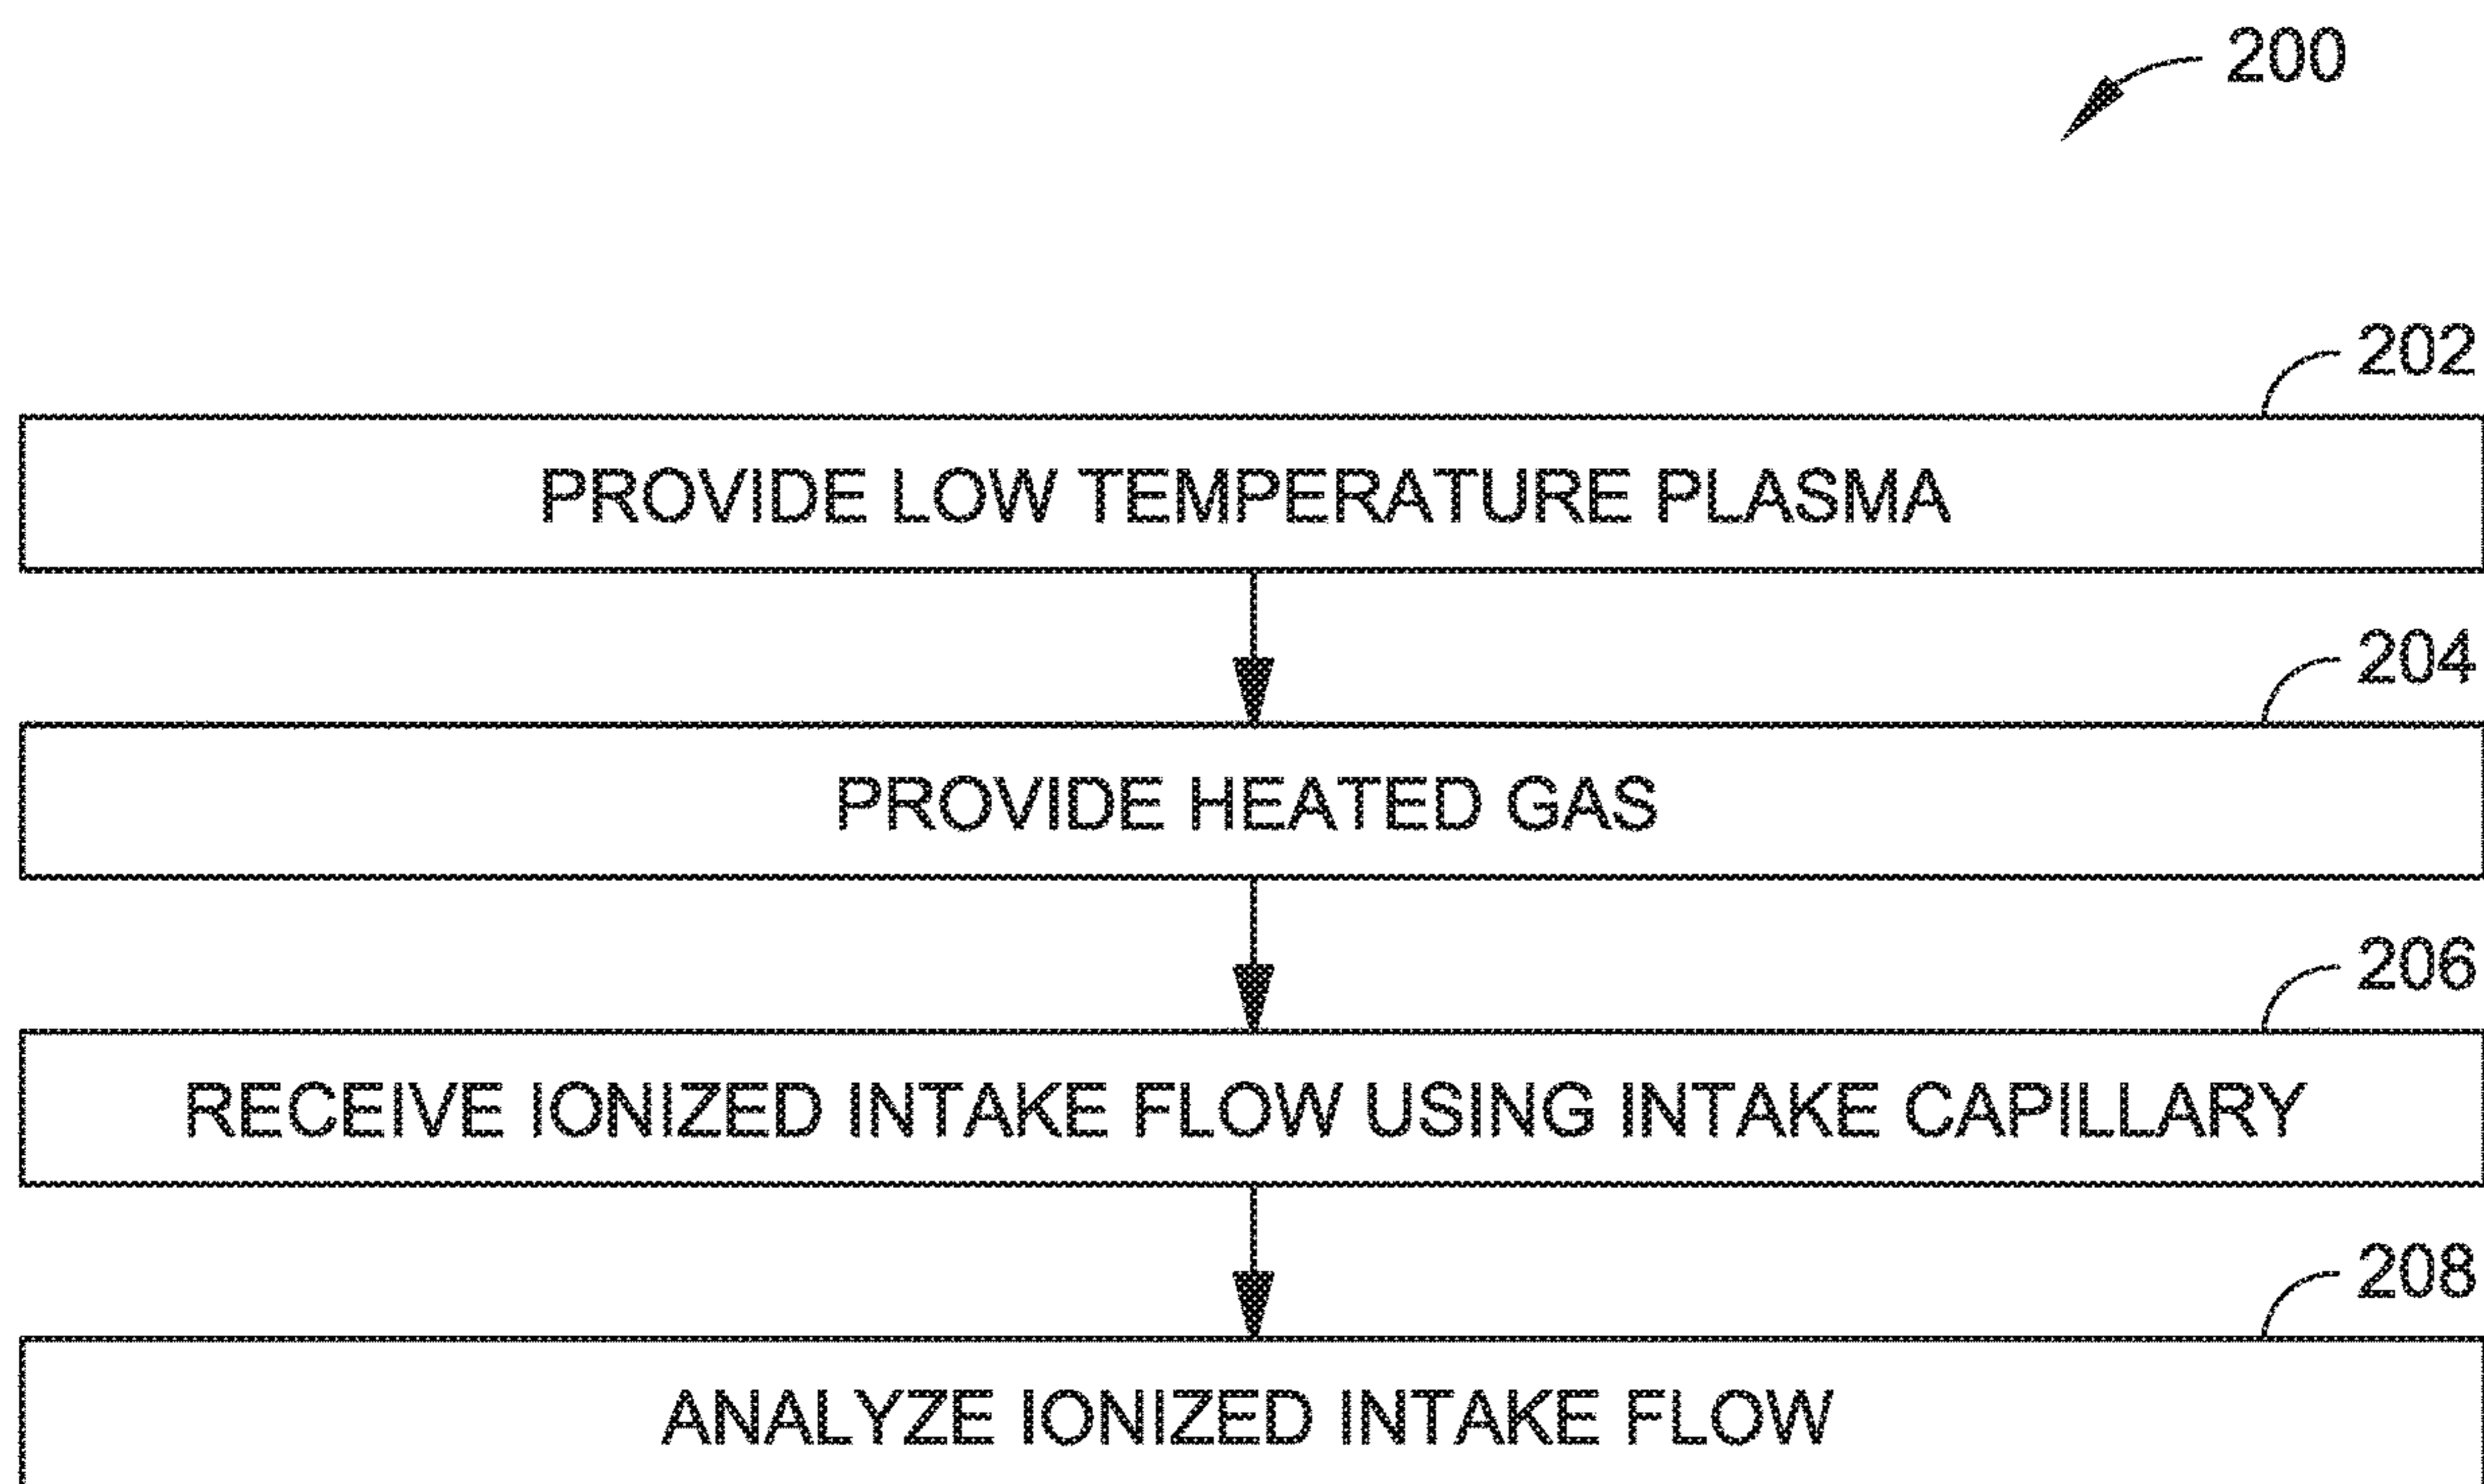 200
202
PROVIDE LOW TEMPERATURE PLASMA
204
PROVIDE HEATED GAS
206
RECEIVE IONIZED INTAKE FLOW USING INTAKE CAPILLARY
208
ANALYZE IONIZED INTAKE FLOW